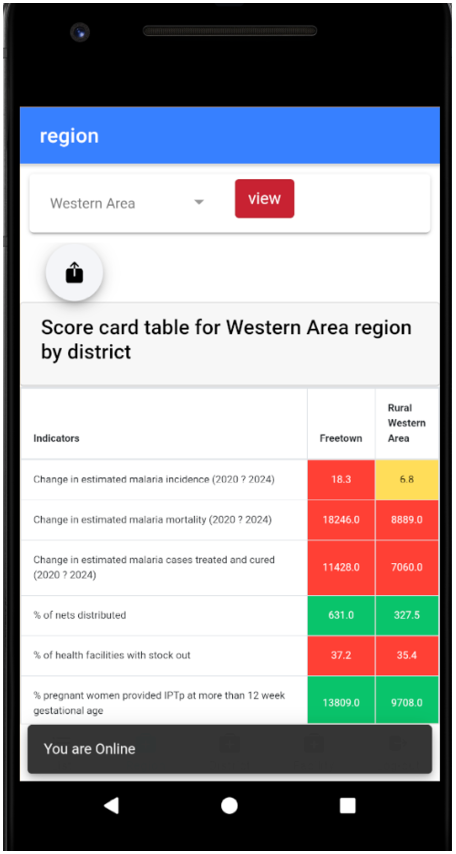 region
Western Area
view
Score card table for Western Area region
by district
Indicators
Freetown
Rural
Western
Area
Change in estimated malaria incidence (2020 ? 2024) 18.3 6.8
Change in estimated malaria mortality (2020 ? 2024) 18246.0 8889.0
Change in estimated malaria cases treated and cured
(2020 ? 2024) 11428.0 7060.0
% of nets distributed 631.0 327.5
% of health facilities with stock out 37.2 35.4
% pregnant women provided IPTp at more than 12 week
gestational age 13809.0 9708.0
You are Online